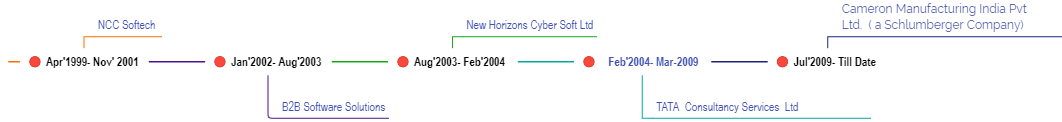 Cameron Manufacturing India Pvt
Ltd. ( a Schlumberger Company)
NCC Softech
New Horizons Cyber Soft Ltd
Apr'1999- Nov' 2001
Jan'2002- Aug'2003
Aug'2003- Feb'2004
Feb'2004- Mar-2009
Jul'2009- Till Date
B2B Software Solutions
TATA Consultancy Services Ltd